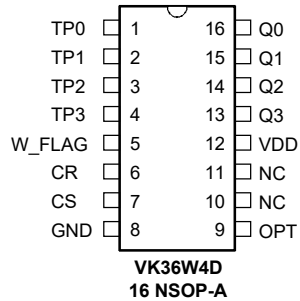 TP0 1 16 Q0
TP1 2 15 Q1
TP2 3 14 Q2
TP3 4 13 Q3
W_FLAG 5 12 VDD
CR 6 11 NC
CS 7 10 NC
GND 8 9 OPT
VK36W4D
16 NSOP-A